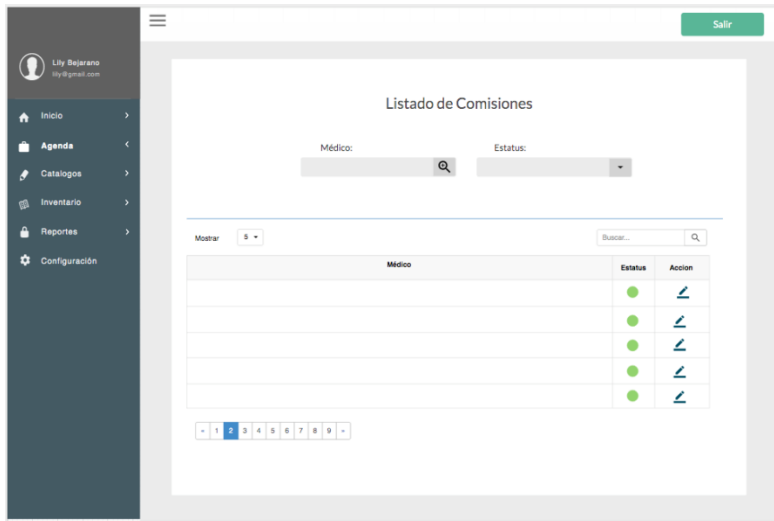 Salir
Lily Bejarano
lily@gmail.com
Inicio
Agenda
Catalogos
Inventario
Reportes
Configuración
Listado de Comisiones
Médico:
Estatus:
Mostrar 5
Buscar...
Médico Estatus Accion
« 1 2 3 4 5 6 7 8 9 »